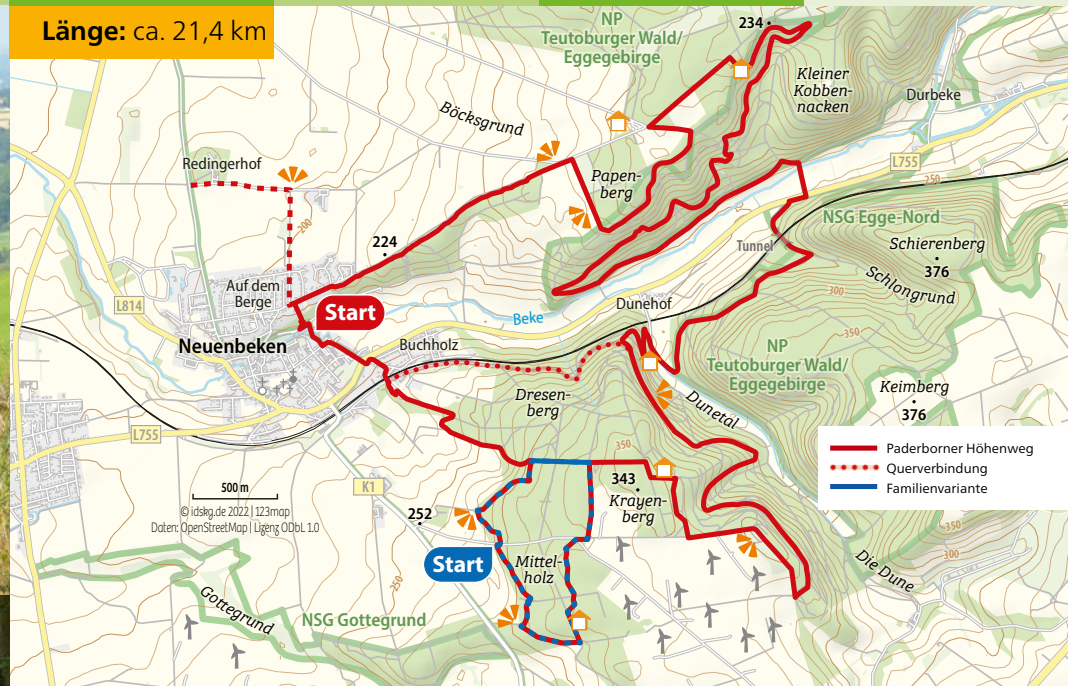 Länge: ca. 21,4 km
NP
Teutoburger Wald/
Eggegebirge
234
Kleiner
Kobben-
nacken
Durbeke
Böcksgrund
L755
250
Redingerhof
Papen-
berg
200
NSG Egge-Nord
224
Tunnel
Schierenberg
376
Auf dem
Berge
Schlongrund
300
L814
Start
Dunehof
Beke
350
Neuenbeken
Buchholz
NP
Teutoburger Wald/
Eggegebirge
Keimberg
376
Dresen-
berg
Dunetal
L755
350
Paderborner Höhenweg
Querverbindung
Familienvariante
500 m
K1
343
Krayen-
berg
© idskg.de 2022 | 123map
Daten: OpenStreetMap | Lizenz ODbL 1.0
252
350
300
Start
Mittel-
holz
Die Dune
250
Gottegrund
NSG Gottegrund